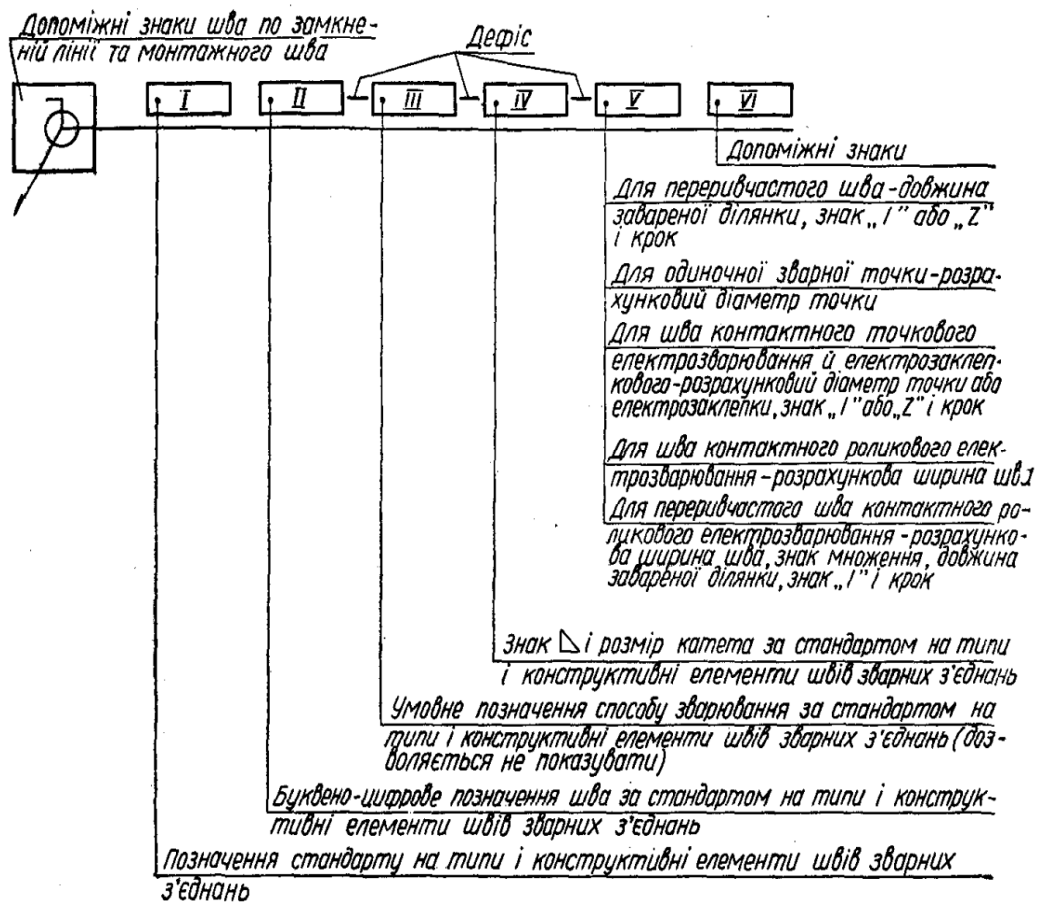 Допоміжні знаки шва по замкне-
ній лінії та монтажного шва
Дефіс
I II III IV V VI
Допоміжні знаки
Для переривчастого шва-довжина
завареної ділянки, знак „/" або „Z"
і крок
Для одиночної зварної точки-розра-
хунковий діаметр точки
Для шва контактного точкового
електрозварювання й електрозаклеп-
кового-розрахунковий діаметр точки або
електрозаклепки, знак „/" або „Z" і крок
Для шва контактного роликового елек-
трозварювання-розрахункова ширина шва
Для переривчастого шва контактного ро-
ликового електрозварювання-розрахунко-
ва ширина шва, знак множення, довжина
завареної ділянки, знак „/" і крок
Знак ◺ і розмір катета за стандартом на типи
і конструктивні елементи швів зварних з'єднань
Умовне позначення способу зварювання за стандартом на
типи і конструктивні елементи швів зварних з'єднань (доз-
воляється не показувати)
Буквено-цифрове позначення шва за стандартом на типи і конструк-
тивні елементи швів зварних з'єднань
Позначення стандарту на типи і конструктивні елементи швів зварних
з'єднань